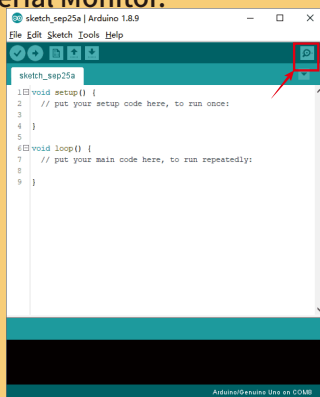 erial Monitor.
sketch_sep25a | Arduino 1.8.9
File Edit Sketch Tools Help
sketch_sep25a
1 void setup() {
2 // put your setup code here, to run once:
3
4 }
5
6 void loop() {
7 // put your main code here, to run repeatedly:
8
9 }
Arduino/Genuino Uno on COM8